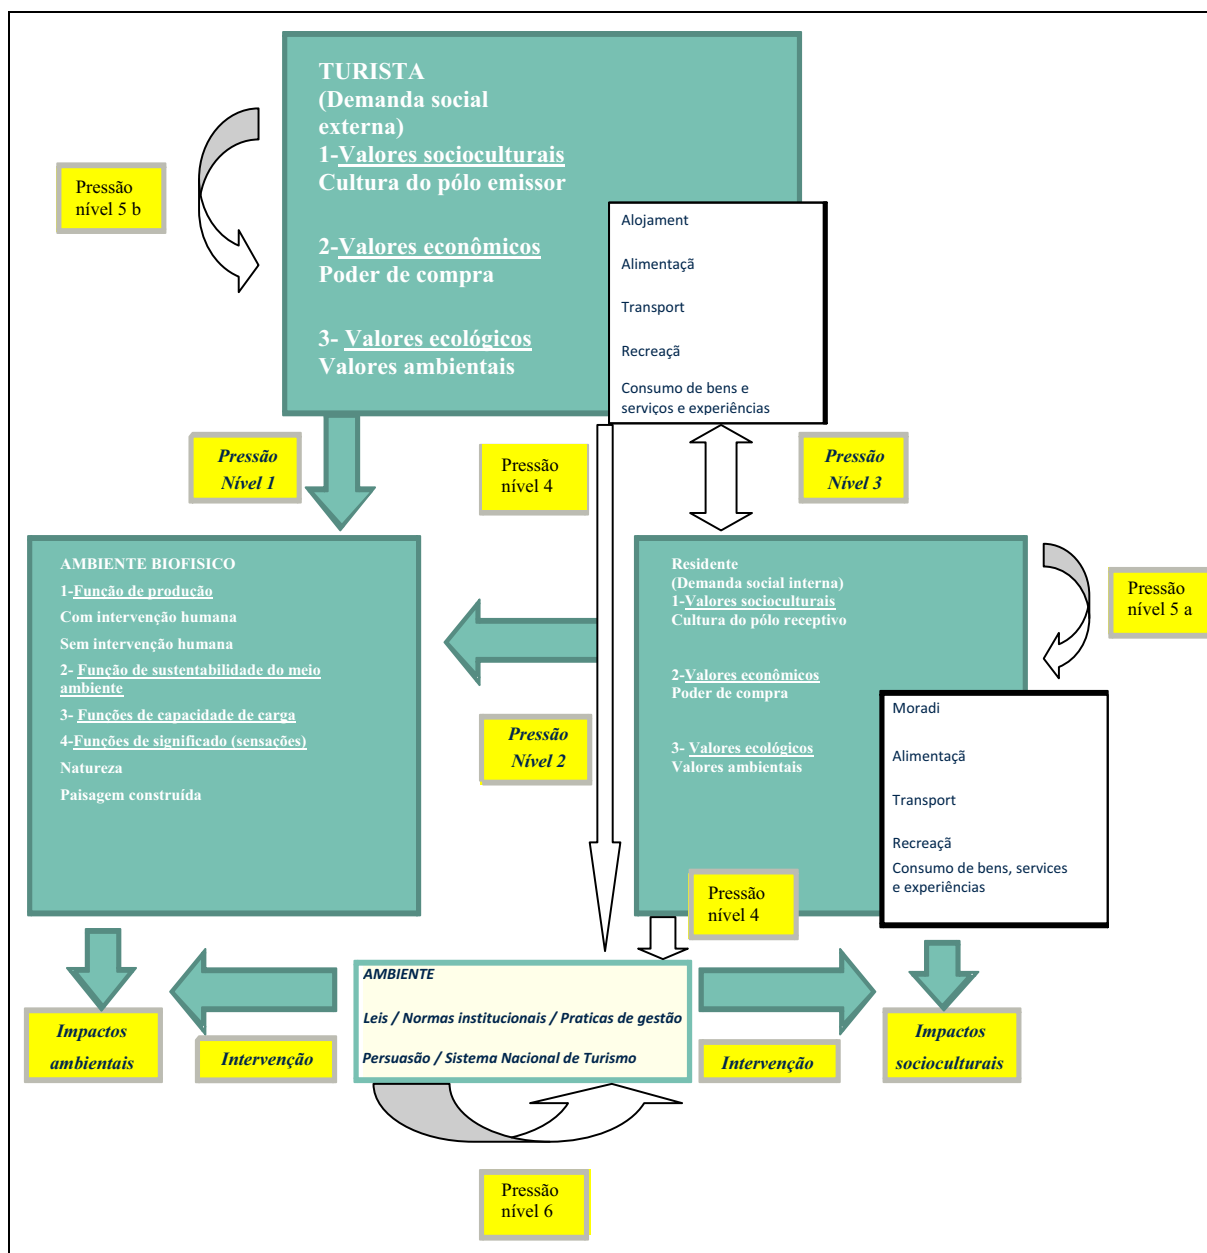 TURISTA
(Demanda social
externa)
1-Valores socioculturais
Cultura do pólo emissor
2-Valores econômicos
Poder de compra
3- Valores ecológicos
Valores ambientais
Pressão
nível 5 b
Alojament
Alimentaçã
Transport
Recreaçã
Consumo de bens e
serviços e experiências
Pressão
Nível 1
Pressão
nível 4
Pressão
Nível 3
AMBIENTE BIOFISICO
1-Função de produção
Com intervenção humana
Sem intervenção humana
2- Função de sustentabilidade do meio
ambiente
3- Funções de capacidade de carga
4-Funções de significado (sensações)
Natureza
Paisagem construída
Pressão
Nível 2
Residente
(Demanda social interna)
1-Valores socioculturais
Cultura do pólo receptivo
2-Valores econômicos
Poder de compra
3- Valores ecológicos
Valores ambientais
Pressão
nível 5 a
Moradi
Alimentaçã
Transport
Recreaçã
Consumo de bens, services
e experiências
Pressão
nível 4
AMBIENTE
Leis / Normas institucionais / Praticas de gestão
Persuasão / Sistema Nacional de Turismo
Impactos
ambientais
Intervenção
Intervenção
Impactos
socioculturais
Pressão
nível 6